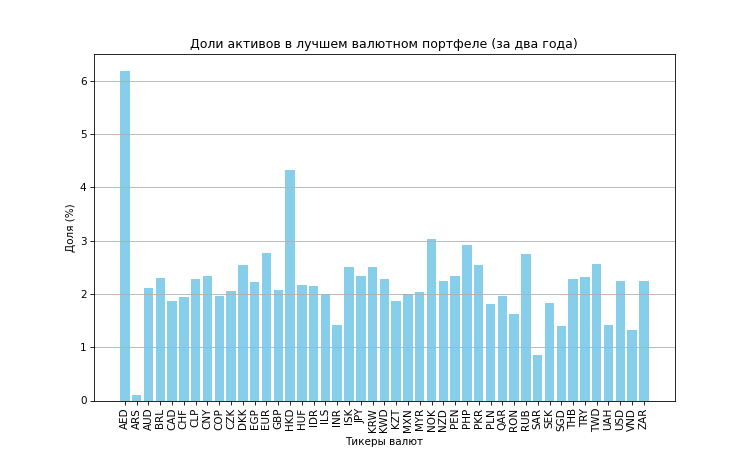 Доли активов в лучшем валютном портфеле (за два года)
Доля (%)
6
5
4
3
2
1
0
AED ARS AUD BRL CAD CHF CLP CNY COP CZK DKK EGP EUR GBP HKD HUF IDR ILS INR ISK JPY KRW KWD KZT MXN MYR NOK NZD PEN PHP PKR PLN QAR RON RUB SAR SEK SGD THB TRY TWD UAH USD VND ZAR
Тикеры валют